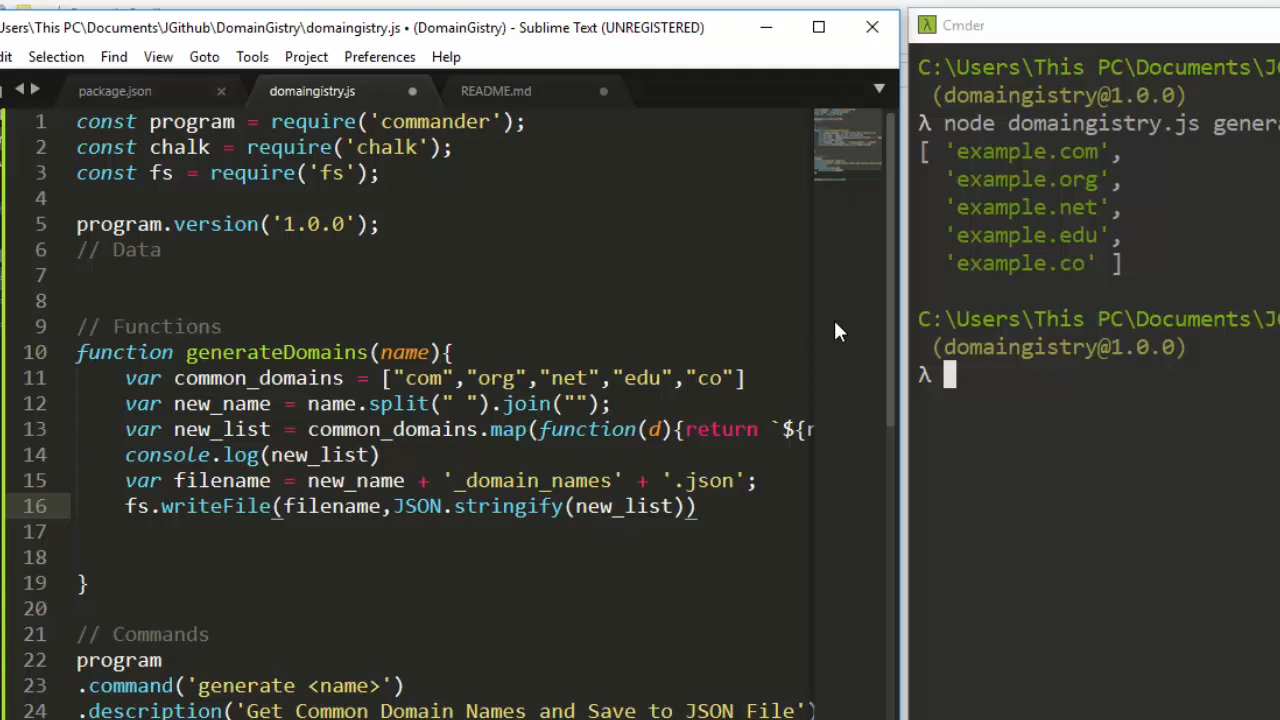 Users\This PC\Documents\JGithub\DomainGistry\domaingistry.js • (DomainGistry) - Sublime Text (UNREGISTERED)
Selection Find View Goto Tools Project Preferences Help
package.json
domaingistry.js
README.md
1 const program = require('commander');
2 const chalk = require('chalk');
3 const fs = require('fs');
4
5 program.version('1.0.0');
6 // Data
7
8
9 // Functions
10 function generateDomains(name){
11 var common_domains = ["com","org","net","edu","co"]
12 var new_name = name.split(" ").join("");
13 var new_list = common_domains.map(function(d){return `${
14 console.log(new_list)
15 var filename = new_name + '_domain_names' + '.json';
16 fs.writeFile(filename,JSON.stringify(new_list))
17
18
19 }
20
21 // Commands
22 program
23 .command('generate <name>')
24 .description('Get Common Domain Names and Save to JSON File')
Cmder
C:\Users\This PC\Documents\
(domaingistry@1.0.0)
λ node domaingistry.js gener
[ 'example.com',
'example.org',
'example.net',
'example.edu',
'example.co' ]
C:\Users\This PC\Documents\
(domaingistry@1.0.0)
λ